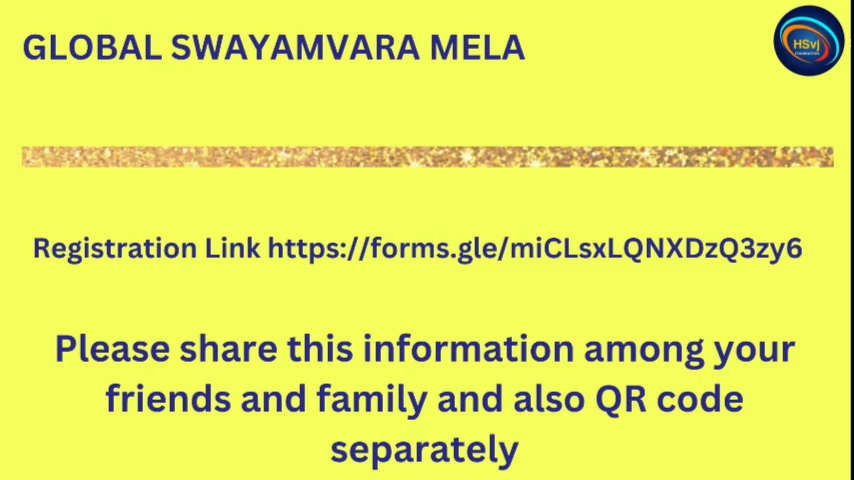 GLOBAL SWAYAMVARA MELA
HSvj
FOUNDATION
Registration Link https://forms.gle/miCLsxLQNXDzQ3zy6
Please share this information among your
friends and family and also QR code
separately